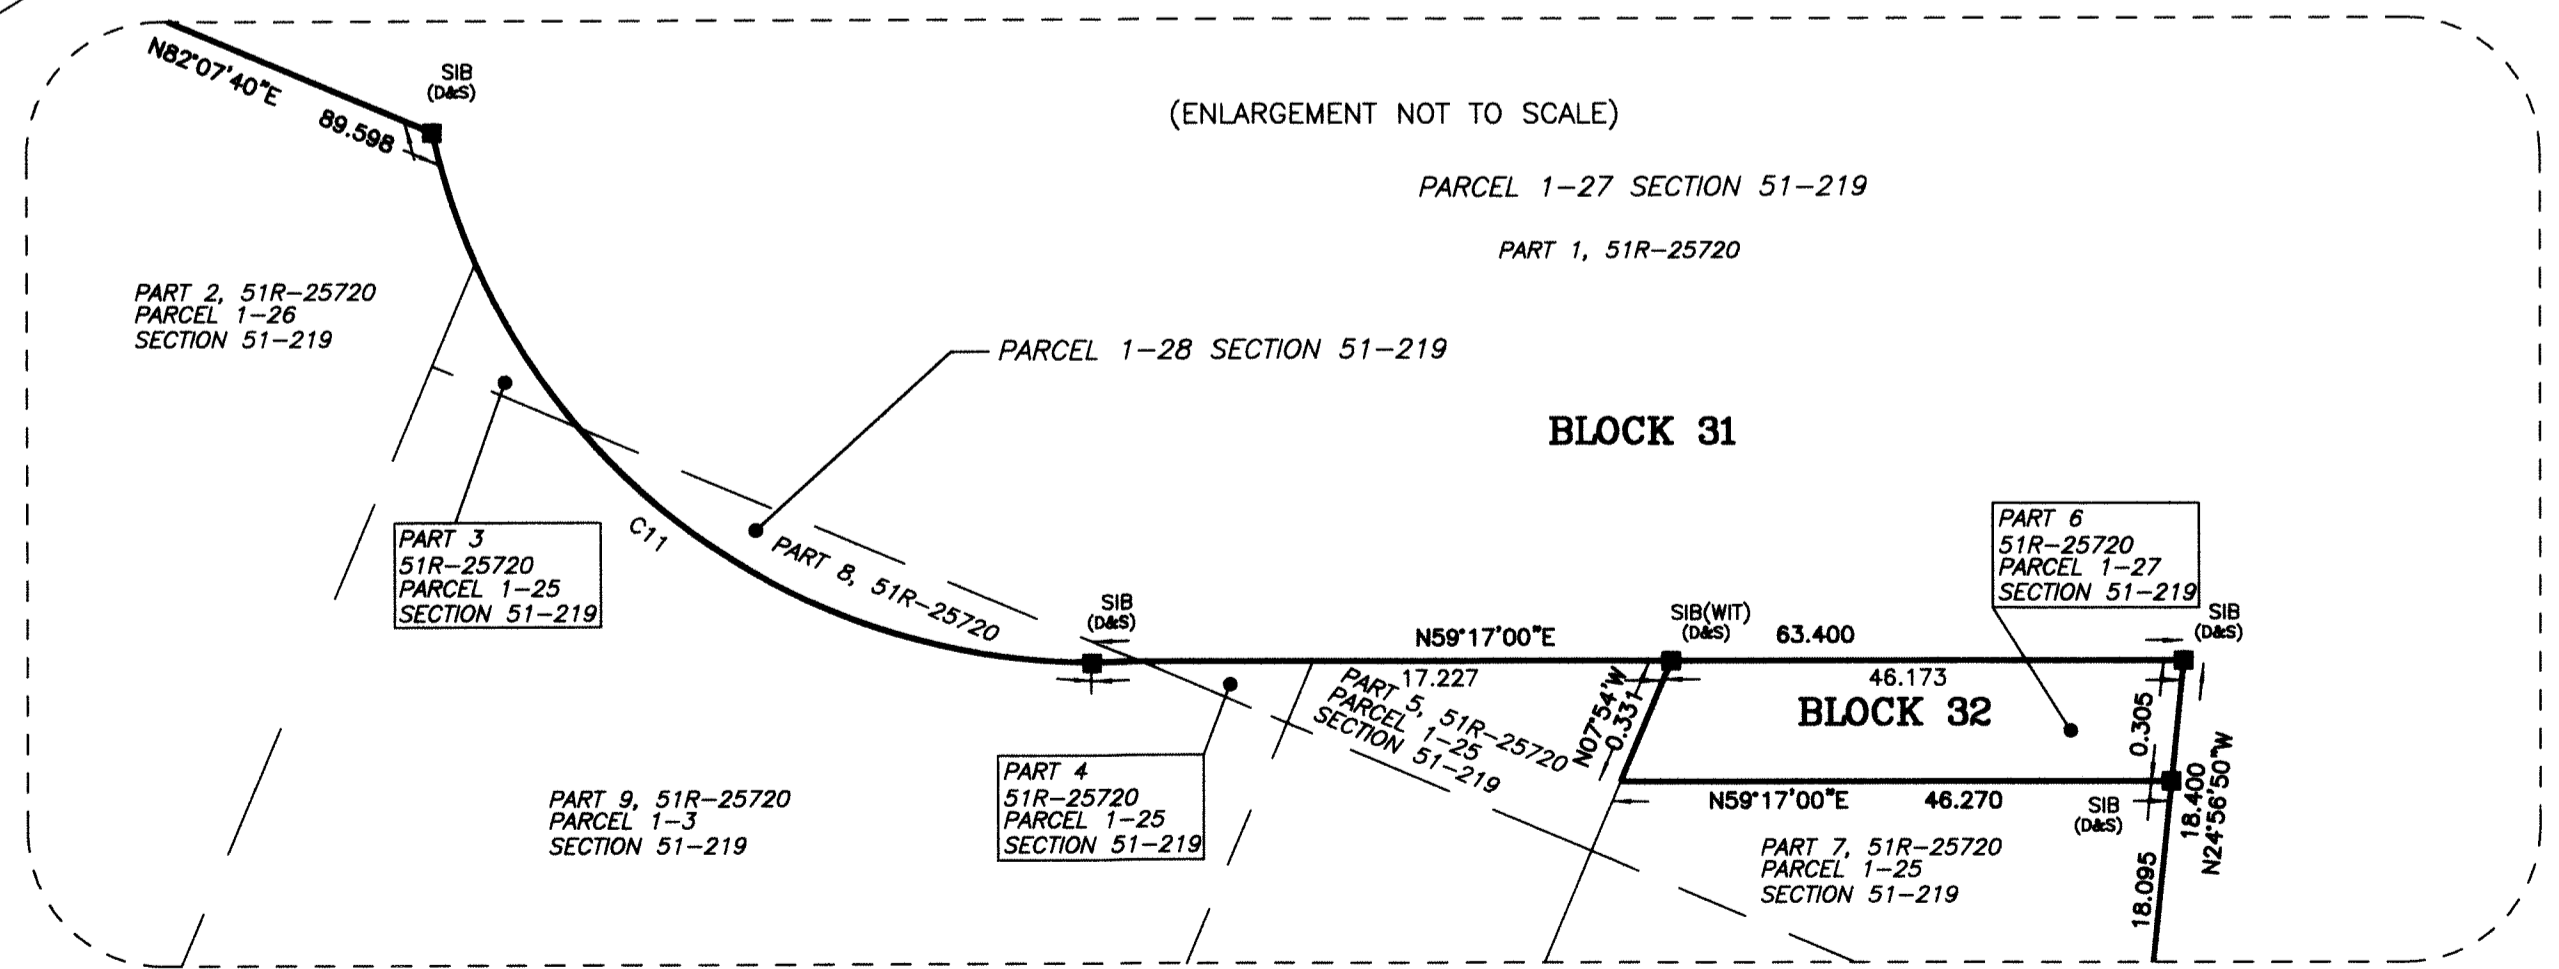 N82°07'40"E
89.598
SIB
(D&S)
(ENLARGEMENT NOT TO SCALE)
PARCEL 1-27 SECTION 51-219
PART 1, 51R-25720
PART 2, 51R-25720
PARCEL 1-26
SECTION 51-219
PARCEL 1-28 SECTION 51-219
BLOCK 31
PART 3
51R-25720
PARCEL 1-25
SECTION 51-219
C11
PART 8, 51R-25720
SIB
(D&S)
N59°17'00"E
17.227
SIB(WIT)
(D&S)
63.400
46.173
PART 6
51R-25720
PARCEL 1-27
SECTION 51-219
SIB
(D&S)
PART 5, 51R-25720
PARCEL 1-25
SECTION 51-219
N07°54'W
0.331
BLOCK 32
0.305
18.400
N24°56'50"W
PART 4
51R-25720
PARCEL 1-25
SECTION 51-219
PART 9, 51R-25720
PARCEL 1-3
SECTION 51-219
N59°17'00"E
46.270
SIB
(D&S)
PART 7, 51R-25720
PARCEL 1-25
SECTION 51-219
18.095